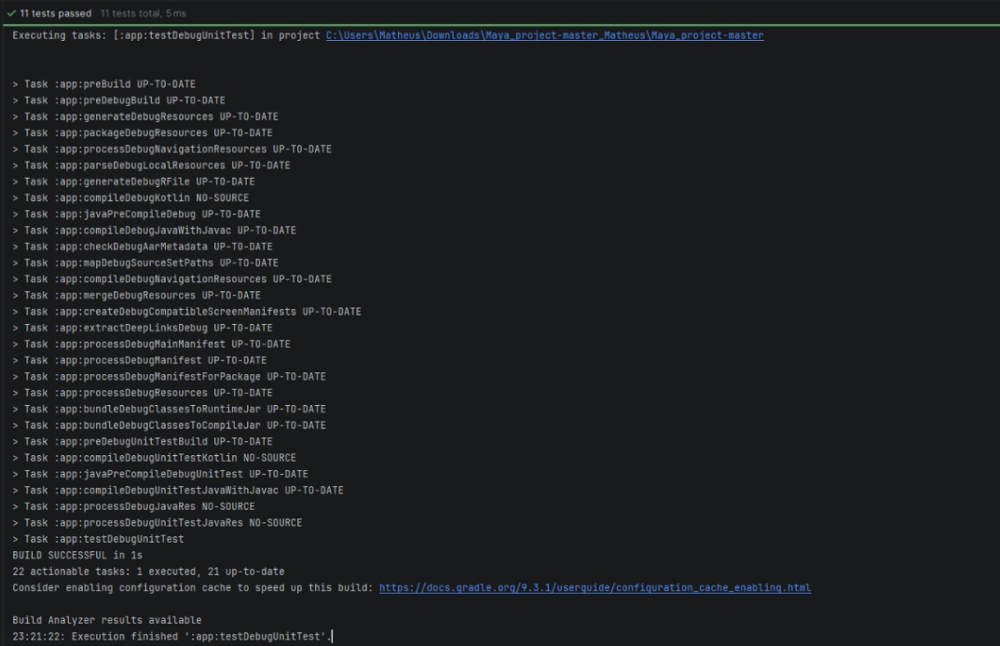 11 tests passed 11 tests total, 5 ms
Executing tasks: [:app:testDebugUnitTest] in project C:\Users\Matheus\Downloads\Maya_project-master_Matheus\Maya_project-master
> Task :app:preBuild UP-TO-DATE
> Task :app:preDebugBuild UP-TO-DATE
> Task :app:generateDebugResources UP-TO-DATE
> Task :app:packageDebugResources UP-TO-DATE
> Task :app:processDebugNavigationResources UP-TO-DATE
> Task :app:parseDebugLocalResources UP-TO-DATE
> Task :app:generateDebugRFile UP-TO-DATE
> Task :app:compileDebugKotlin NO-SOURCE
> Task :app:javaPreCompileDebug UP-TO-DATE
> Task :app:compileDebugJavaWithJavac UP-TO-DATE
> Task :app:checkDebugAarMetadata UP-TO-DATE
> Task :app:mapDebugSourceSetPaths UP-TO-DATE
> Task :app:compileDebugNavigationResources UP-TO-DATE
> Task :app:mergeDebugResources UP-TO-DATE
> Task :app:createDebugCompatibleScreenManifests UP-TO-DATE
> Task :app:extractDeepLinksDebug UP-TO-DATE
> Task :app:processDebugMainManifest UP-TO-DATE
> Task :app:processDebugManifest UP-TO-DATE
> Task :app:processDebugManifestForPackage UP-TO-DATE
> Task :app:processDebugResources UP-TO-DATE
> Task :app:bundleDebugClassesToRuntimeJar UP-TO-DATE
> Task :app:bundleDebugClassesToCompileJar UP-TO-DATE
> Task :app:preDebugUnitTestBuild UP-TO-DATE
> Task :app:compileDebugUnitTestKotlin NO-SOURCE
> Task :app:javaPreCompileDebugUnitTest UP-TO-DATE
> Task :app:compileDebugUnitTestJavaWithJavac UP-TO-DATE
> Task :app:processDebugJavaRes NO-SOURCE
> Task :app:processDebugUnitTestJavaRes NO-SOURCE
> Task :app:testDebugUnitTest
BUILD SUCCESSFUL in 1s
22 actionable tasks: 1 executed, 21 up-to-date
Consider enabling configuration cache to speed up this build: https://docs.gradle.org/9.3.1/userguide/configuration_cache_enabling.html
Build Analyzer results available
23:21:22: Execution finished ':app:testDebugUnitTest'.